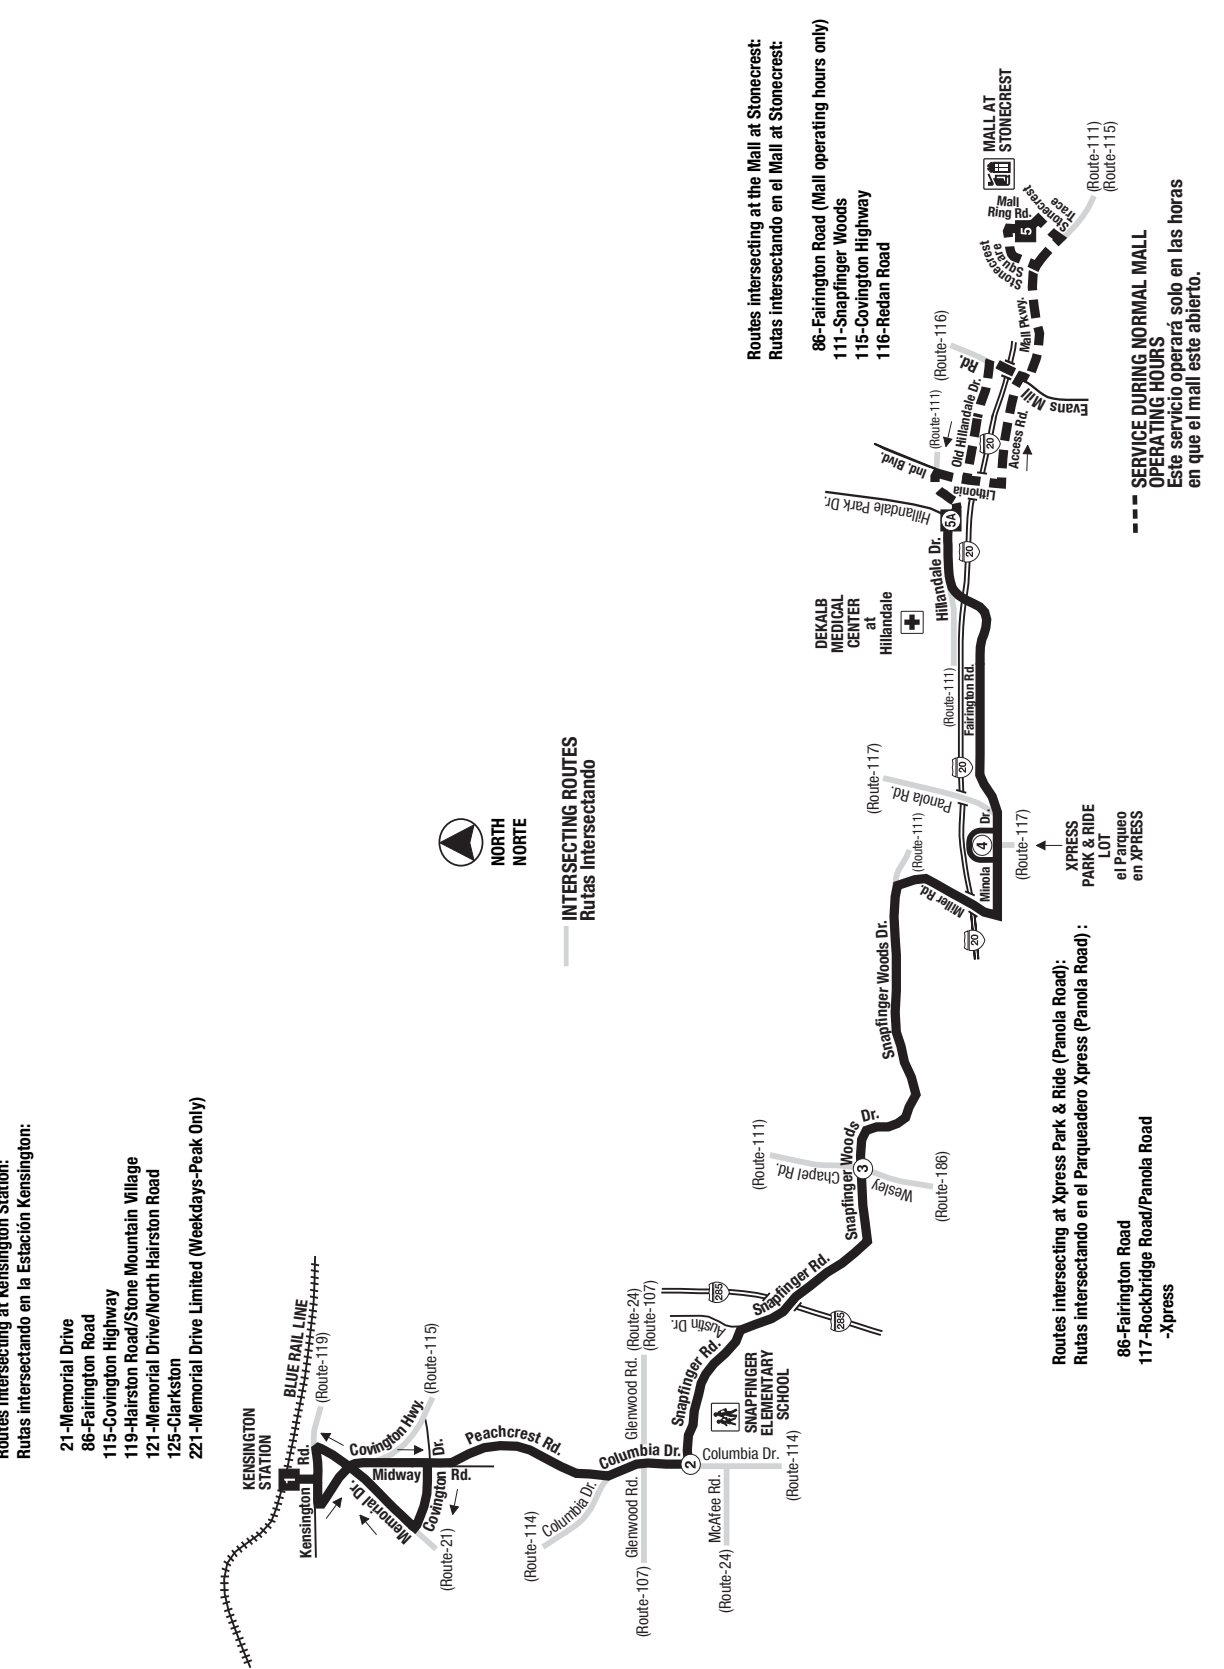 Routes intersecting at Kensington Station:
Rutas intersectando en la Estación Kensington:
21-Memorial Drive
86-Fairington Road
115-Covington Highway
119-Hairston Road/Stone Mountain Village
121-Memorial Drive/North Hairston Road
125-Clarkston
221-Memorial Drive Limited (Weekdays-Peak Only)
KENSINGTON
STATION
BLUE RAIL LINE
1
Kensington Rd.
(Route-119)
Covington Hwy.
(Route-115)
Memorial Dr.
Midway Rd.
Covington Dr.
(Route-21)
Peachcrest Rd.
(Route-114)
Columbia Dr.
Columbia Dr.
Glenwood Rd.
(Route-107)
Glenwood Rd.
(Route-24)
(Route-107)
2
Columbia Dr.
(Route-114)
McAfee Rd.
(Route-24)
Snapfinger Rd.
SNAPFINGER
ELEMENTARY
SCHOOL
Austin Dr.
285
285
Snapfinger Rd.
Snapfinger Woods Dr.
3
(Route-111)
Chapel Rd.
Wesley
(Route-186)
NORTH
NORTE
INTERSECTING ROUTES
Rutas Intersectando
Snapfinger Woods Dr.
(Route-111)
Miller Rd.
20
Minola Dr.
4
(Route-117)
Panola Rd.
(Route-117)
XPRESS
PARK & RIDE
LOT
el Parqueo
en XPRESS
Routes intersecting at Xpress Park & Ride (Panola Road):
Rutas intersectando en el Parqueadero Xpress (Panola Road) :
86-Fairington Road
117-Rockbridge Road/Panola Road
-Xpress
20
Fairington Rd.
(Route-111)
DEKALB
MEDICAL
CENTER
at
Hillandale
Hillandale Dr.
20
5A
Hillandale Park Dr.
Lithonia
Ind. Blvd.
(Route-111)
Old Hillandale Dr.
20
Access Rd.
(Route-116)
Evans Mill Rd.
Mall Pkwy.
Stonecrest
Square
Mall
Ring Rd.
5
Stonecrest
Trace
MALL AT
STONECREST
(Route-111)
(Route-115)
Routes intersecting at the Mall at Stonecrest:
Rutas intersectando en el Mall at Stonecrest:
86-Fairington Road (Mall operating hours only)
111-Snapfinger Woods
115-Covington Highway
116-Redan Road
SERVICE DURING NORMAL MALL
OPERATING HOURS
Este servicio operará solo en las horas
en que el mall este abierto.